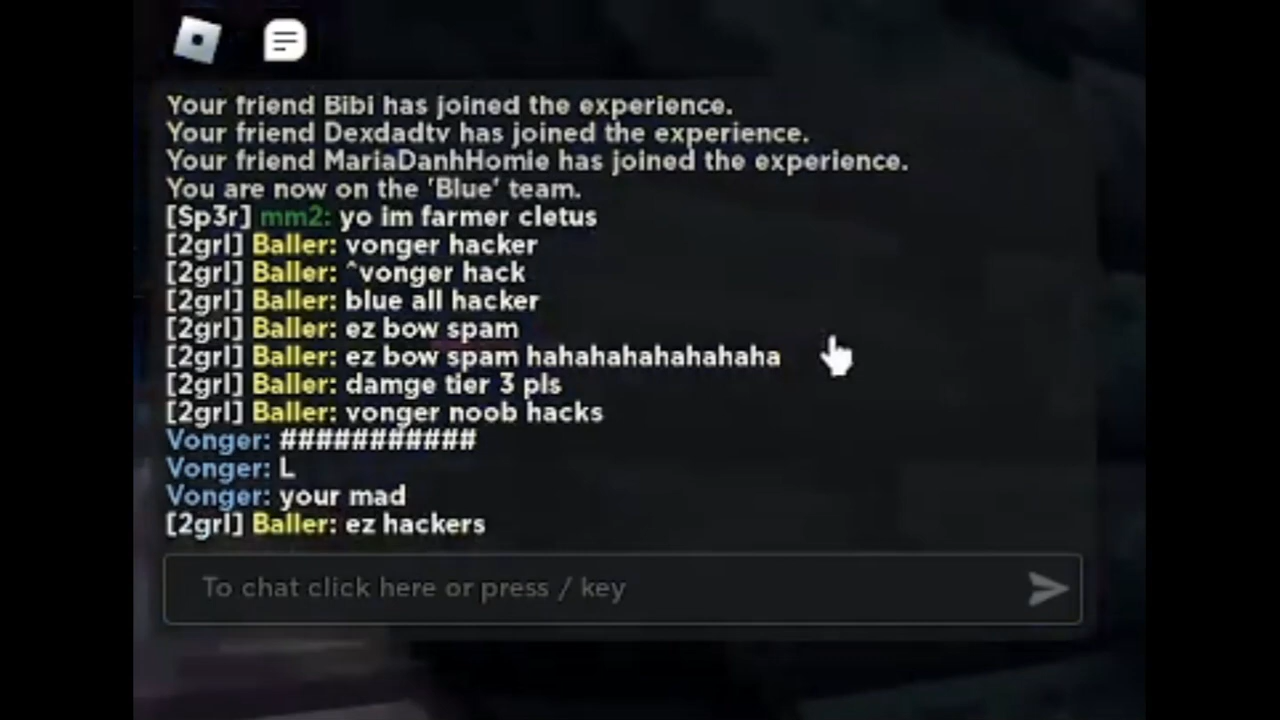 Your friend Bibi has joined the experience.
Your friend Dexdadtv has joined the experience.
Your friend MariaDanhHomie has joined the experience.
You are now on the 'Blue' team.
[Sp3r] mm2: yo im farmer cletus
[2grl] Baller: vonger hacker
[2grl] Baller: ^vonger hack
[2grl] Baller: blue all hacker
[2grl] Baller: ez bow spam
[2grl] Baller: ez bow spam hahahahahahahaha
[2grl] Baller: damge tier 3 pls
[2grl] Baller: vonger noob hacks
Vonger: ###########
Vonger: L
Vonger: your mad
[2grl] Baller: ez hackers
To chat click here or press / key